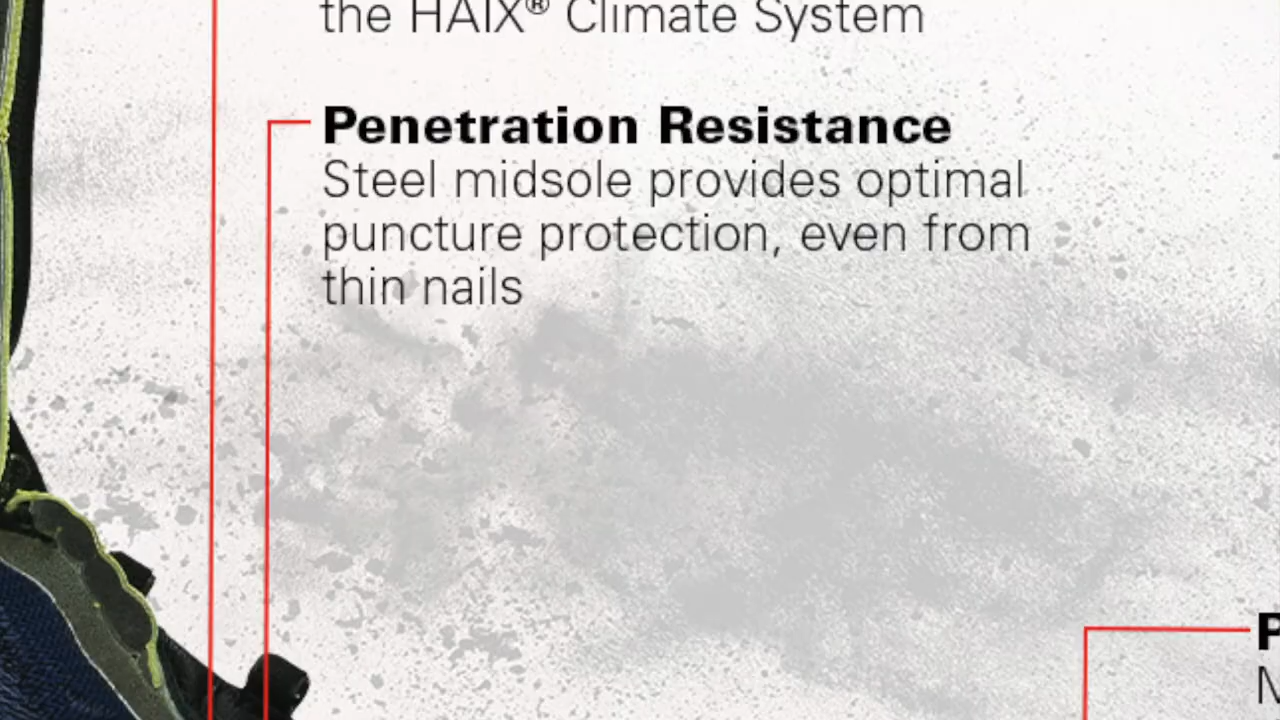 the HAIX® Climate System
Penetration Resistance
Steel midsole provides optimal
puncture protection, even from
thin nails